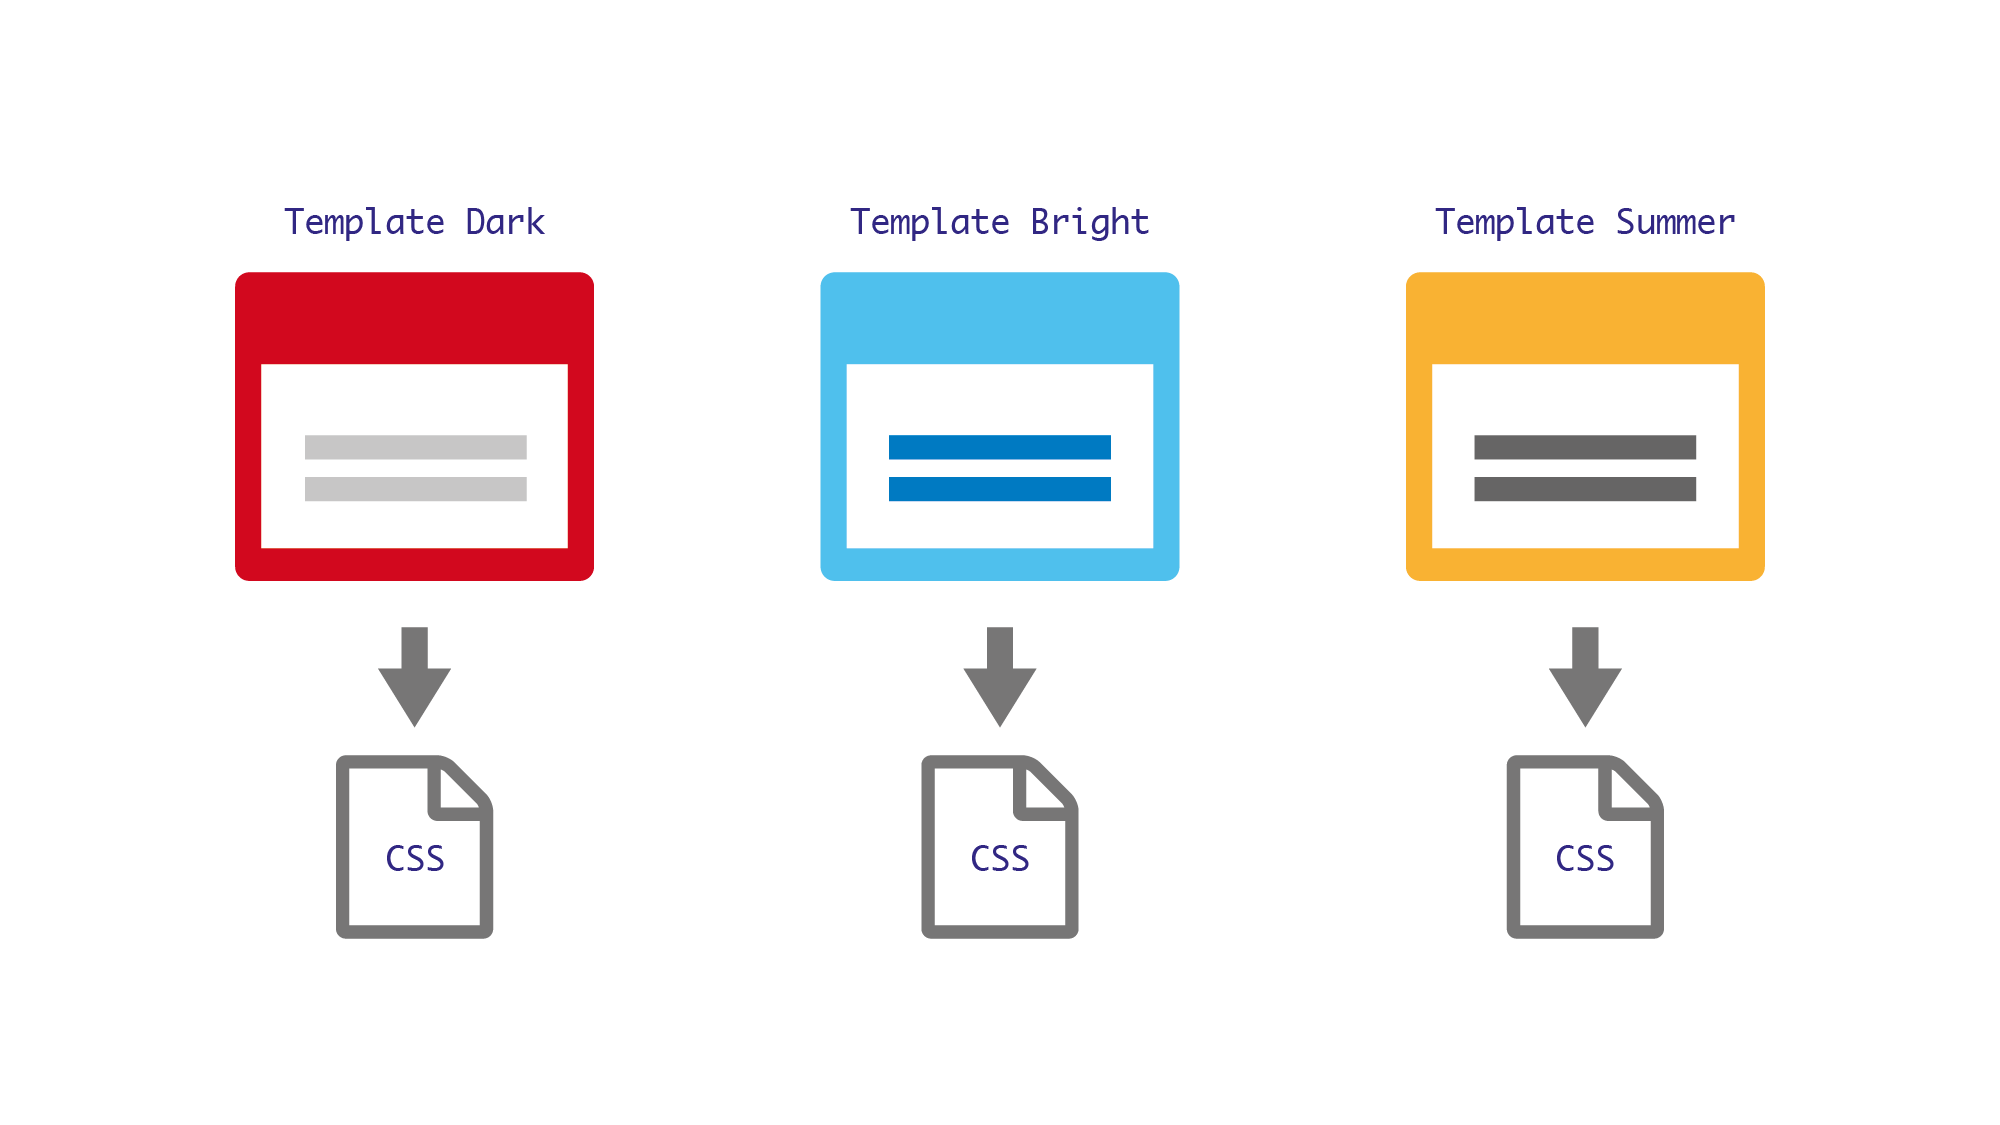 Template Dark
Template Bright
Template Summer
CSS
CSS
CSS